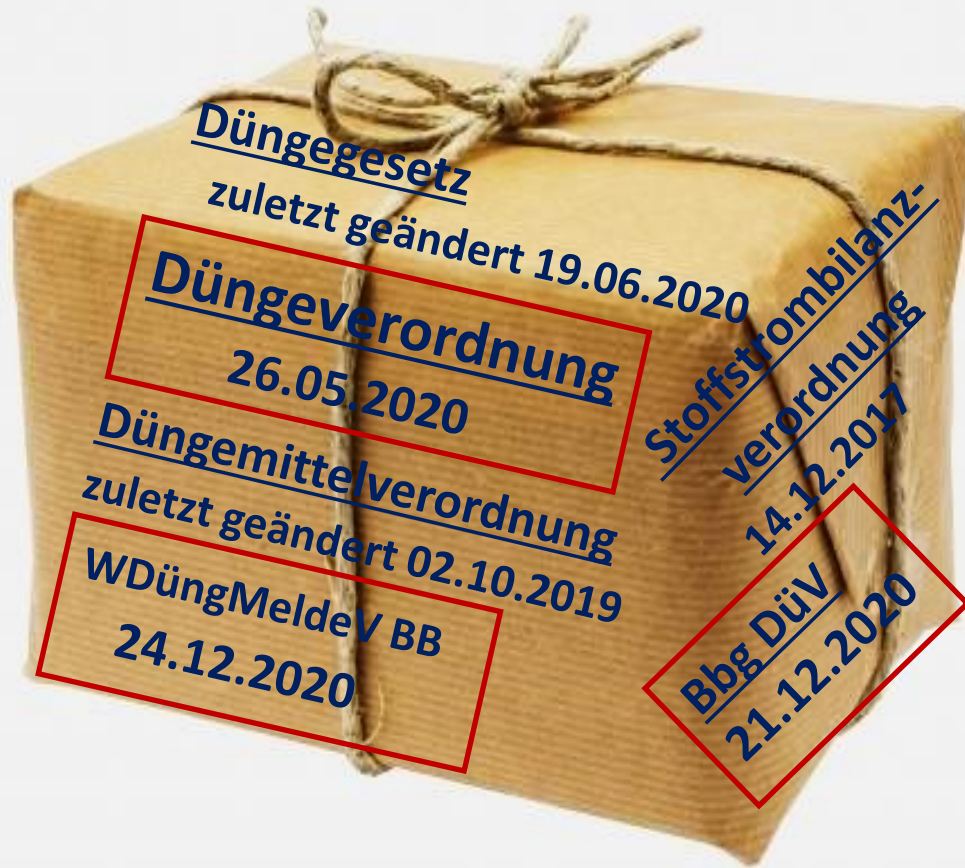 Düngegesetz
zuletzt geändert 19.06.2020
Düngeverordnung
26.05.2020
Düngemittelverordnung
zuletzt geändert 02.10.2019
WDüngMeldeV BB
24.12.2020
Stoffstrombilanz-
verordnung
14.12.2017
Bbg DüV
21.12.2020